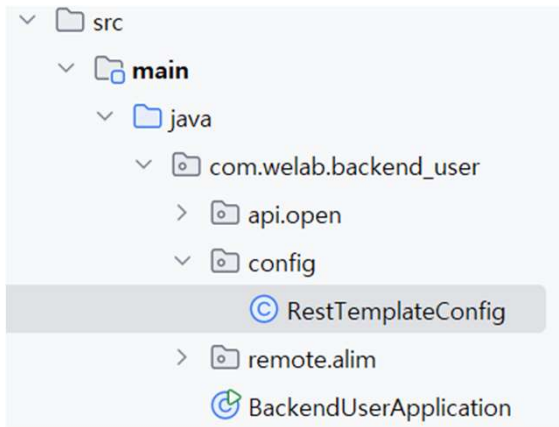 src
main
java
com.welab.backend_user
api.open
config
RestTemplateConfig
remote.alim
BackendUserApplication